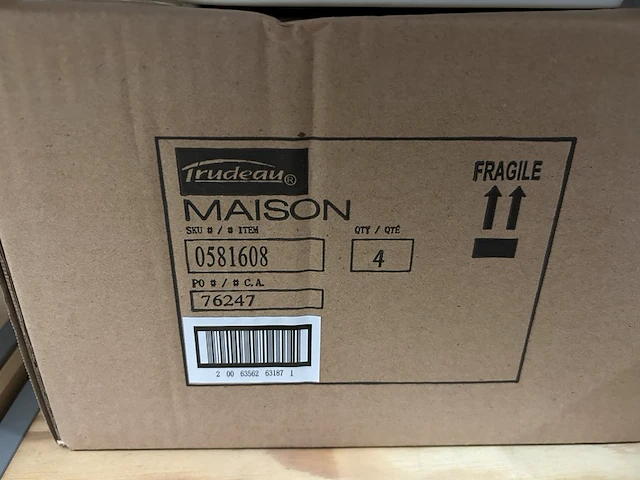 Trudeau®
MAISON
FRAGILE
SKU # / # ITEM
QTY / QTÉ
0581608
4
PO # / # C.A.
76247
2 00 63562 63187 1